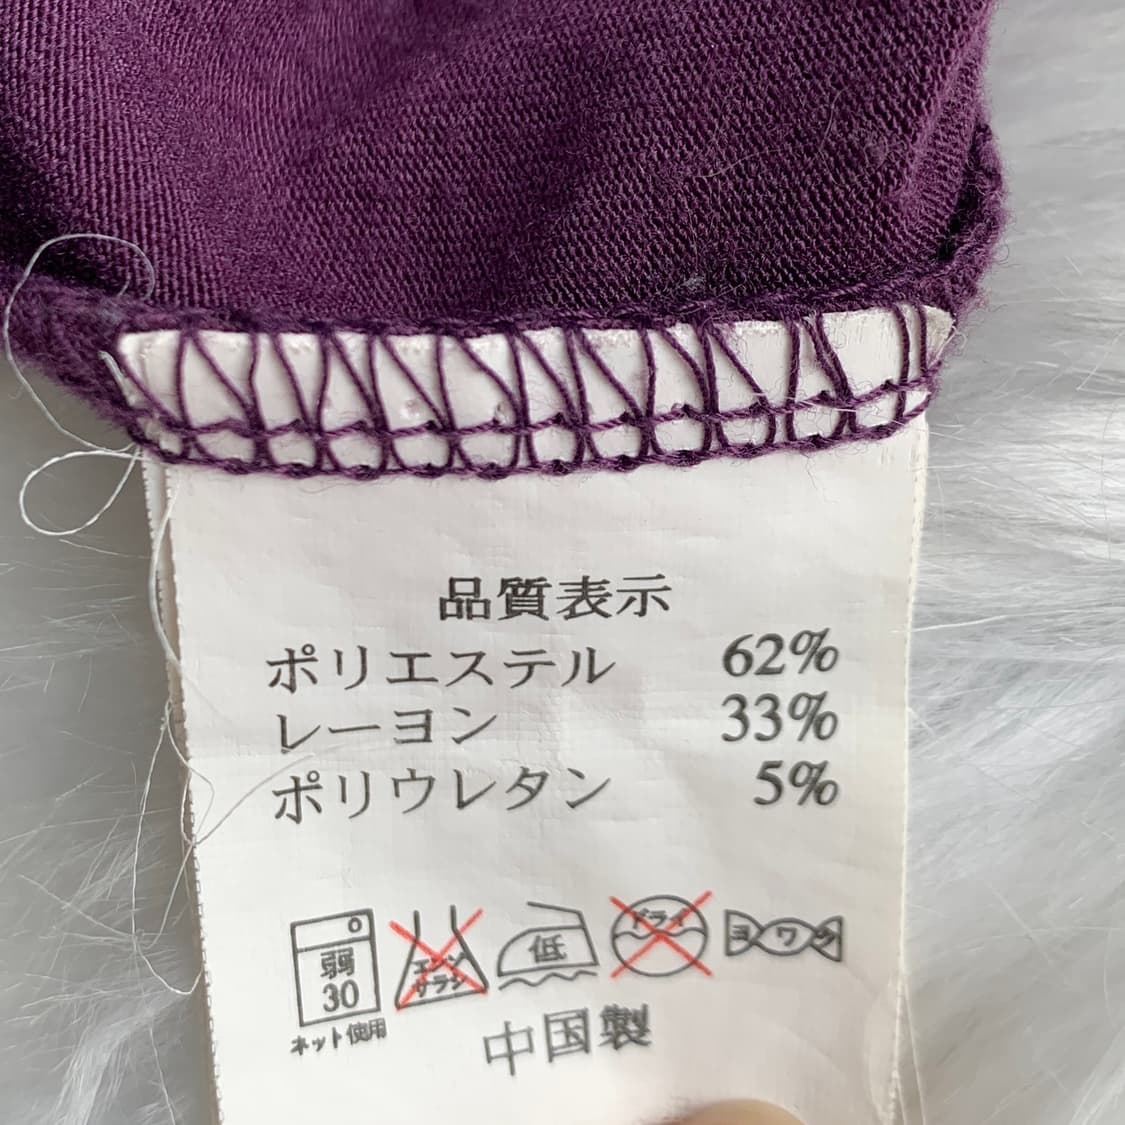 品質表示
ポリエステル 62%
レーヨン 33%
ポリウレタン 5%
弱 30 エンソ サラシ 低 ドライ ヨワク
ネット使用
中国製